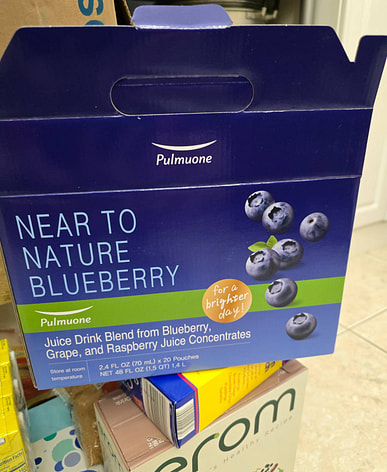 Pulmuone
NEAR TO
NATURE
BLUEBERRY
for a
brighter
day!
Pulmuone
Juice Drink Blend from Blueberry,
Grape, and Raspberry Juice Concentrates
Store at room
temperature
2.4 FL OZ (70 mL) x 20 Pouches
NET 48 FL OZ (1.5 QT) 1.4 L
erom